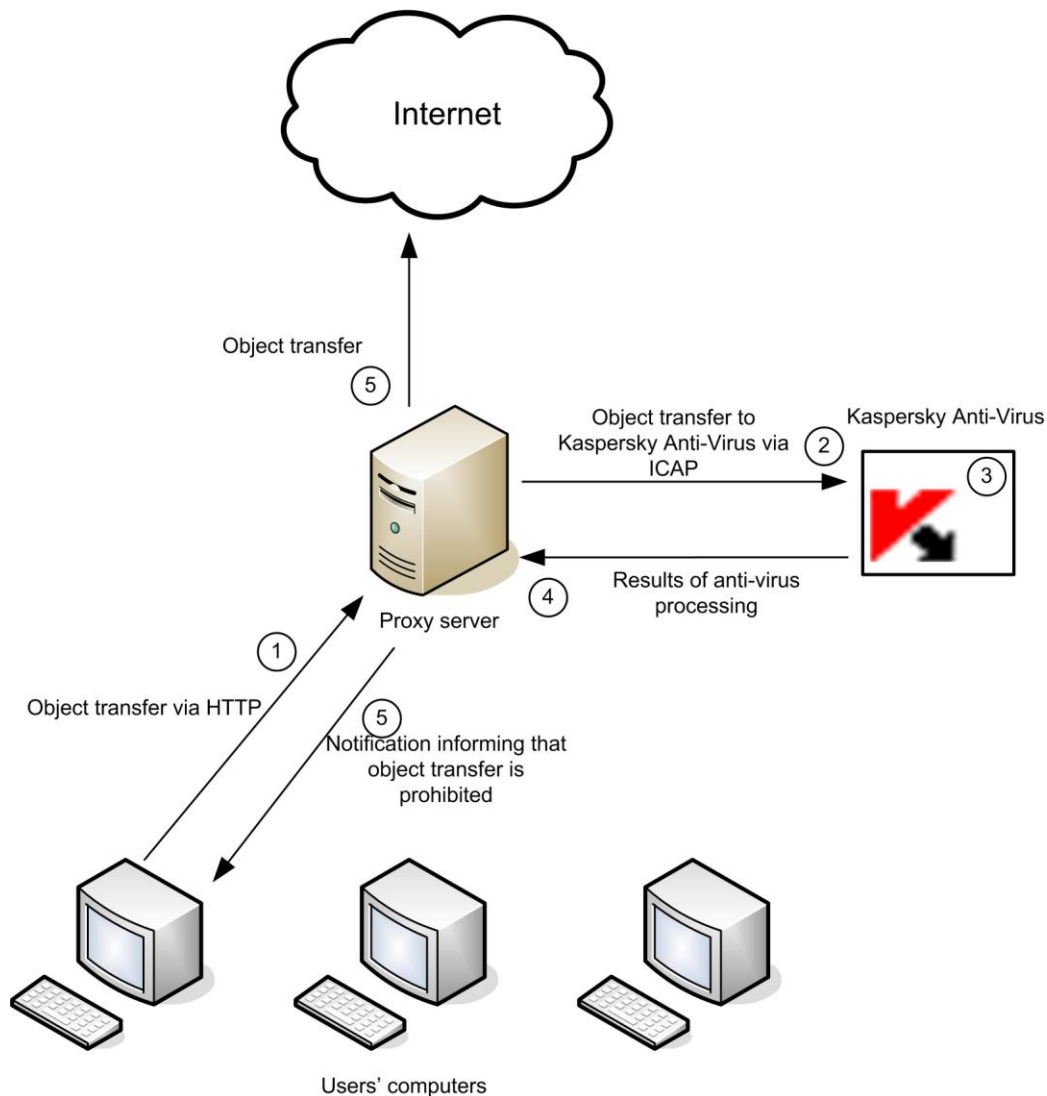 Internet
Object transfer
5
Object transfer to
Kaspersky Anti-Virus via
ICAP
2
Kaspersky Anti-Virus
3
Results of anti-virus
processing
4
Proxy server
1
Object transfer via HTTP
5
Notification informing that
object transfer is
prohibited
Users’ computers